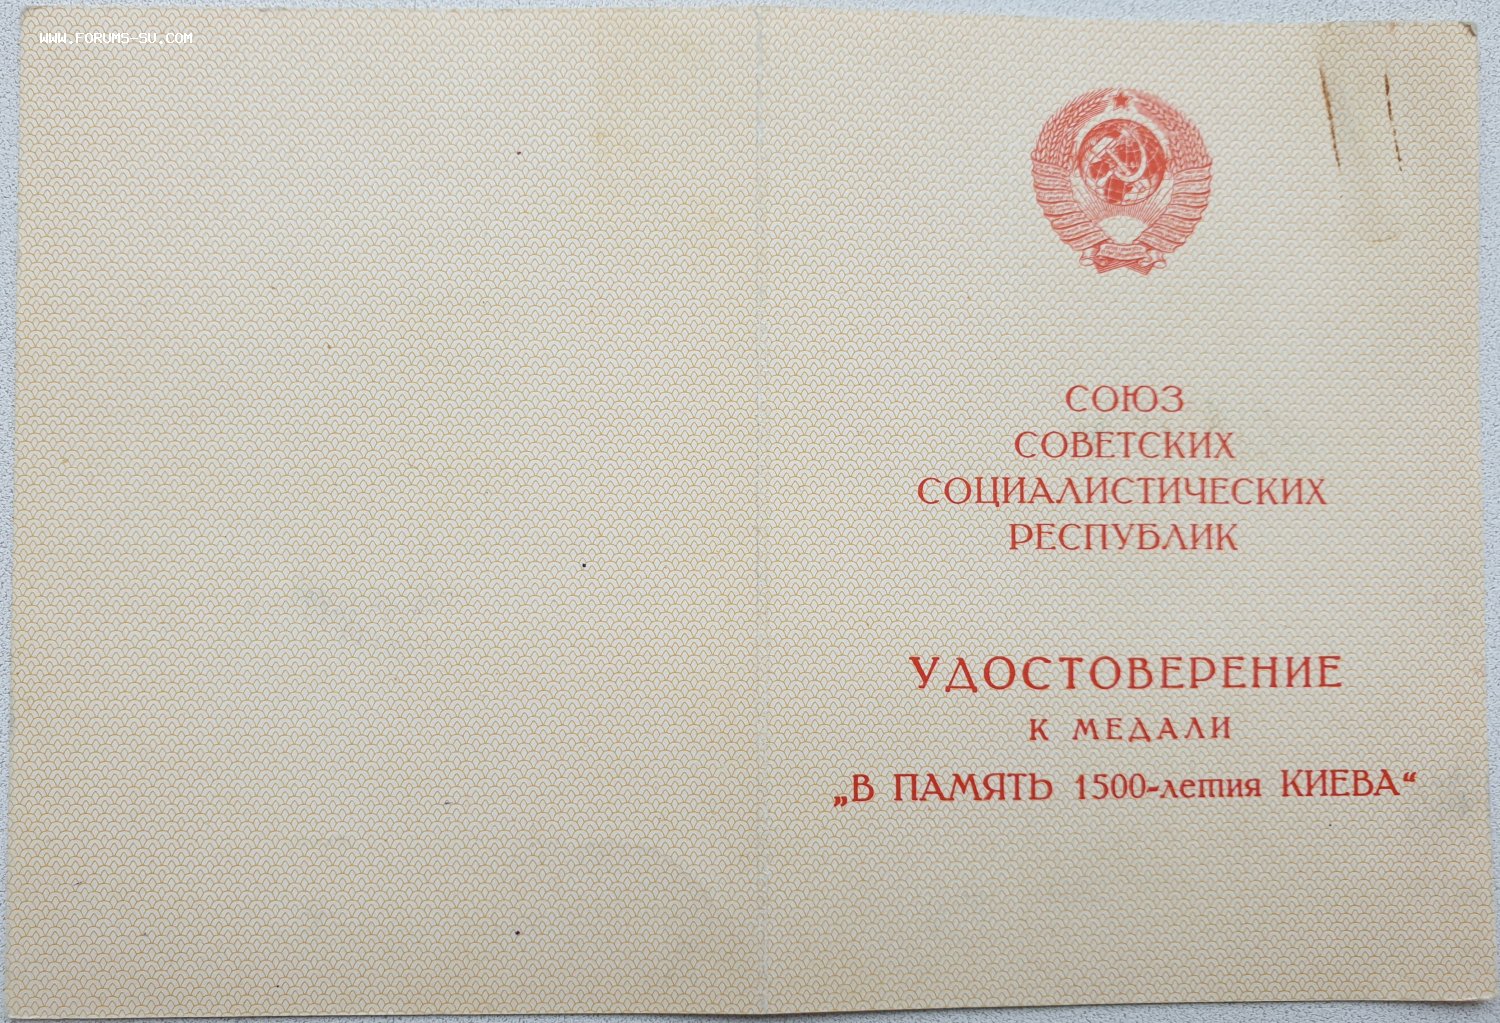 WWW.FORUMS-SU.COM
СОЮЗ
СОВЕТСКИХ
СОЦИАЛИСТИЧЕСКИХ
РЕСПУБЛИК
УДОСТОВЕРЕНИЕ
К МЕДАЛИ
„В ПАМЯТЬ 1500-летия КИЕВА“